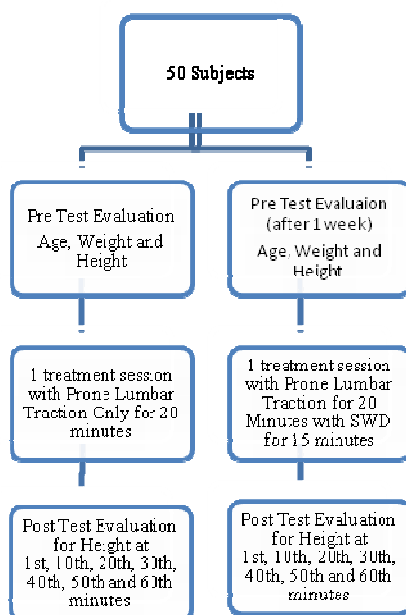 50 Subjects
Pre Test Evaluation
Age, Weight and
Height
Pre Test Evaluaion
(after 1 week)
Age, Weight and
Height
1 treatment session
with Prone Lumbar
Traction Only for 20
minutes
1 treatment session
with Prone Lumbar
Traction for 20
Minutes with SWD
for 15 minutes
Post Test Evaluation
for Height at
1st, 10th, 20th, 30th,
40th, 50th and 60th
minutes
Post Test Evaluation
for Height at
1st, 10th, 20th, 30th,
40th, 50th and 60th
minutes